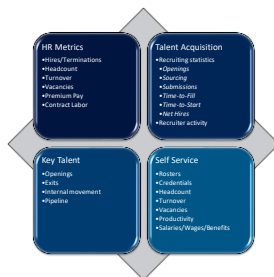 HR Metrics
•Hires/Terminations
•Headcount
•Turnover
•Vacancies
•Premium Pay
•Contract Labor
Talent Acquisition
•Recruiting statistics
•Openings
•Sourcing
•Submissions
•Time-to-Fill
•Time-to-Start
•Net Hires
•Recruiter activity
Key Talent
•Openings
•Exits
•Internal movement
•Pipeline
Self Service
•Rosters
•Credentials
•Headcount
•Turnover
•Vacancies
•Productivity
•Salaries/Wages/Benefits